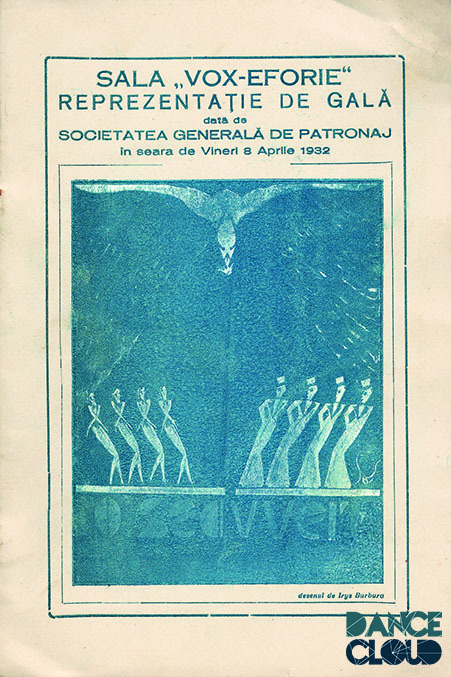 SALA „VOX-EFORIE“
REPREZENTAȚIE DE GALĂ
dată de
SOCIETATEA GENERALĂ DE PATRONAJ
în seara de Vineri 8 Aprilie 1932
desenul de Irys Burbura
DANCE
CLOUD